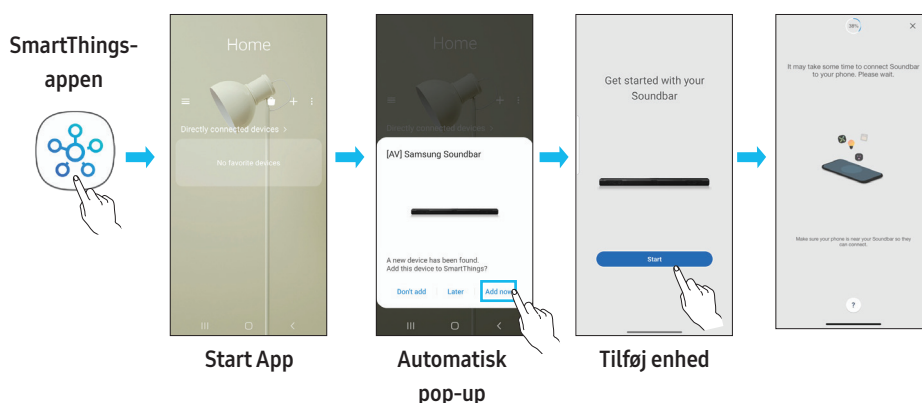 SmartThings-
appen
Home
Directly connected devices >
No favorite devices
Start App
Home
Directly connected devices >
[AV] Samsung Soundbar
A new device has been found.
Add this device to SmartThings?
Don't add
Later
Add now
Automatisk
pop-up
Get started with your
Soundbar
Start
Tilføj enhed
38%
It may take some time to connect Soundbar
to your phone. Please wait.
Make sure your phone is near your Soundbar so they
can connect.
?